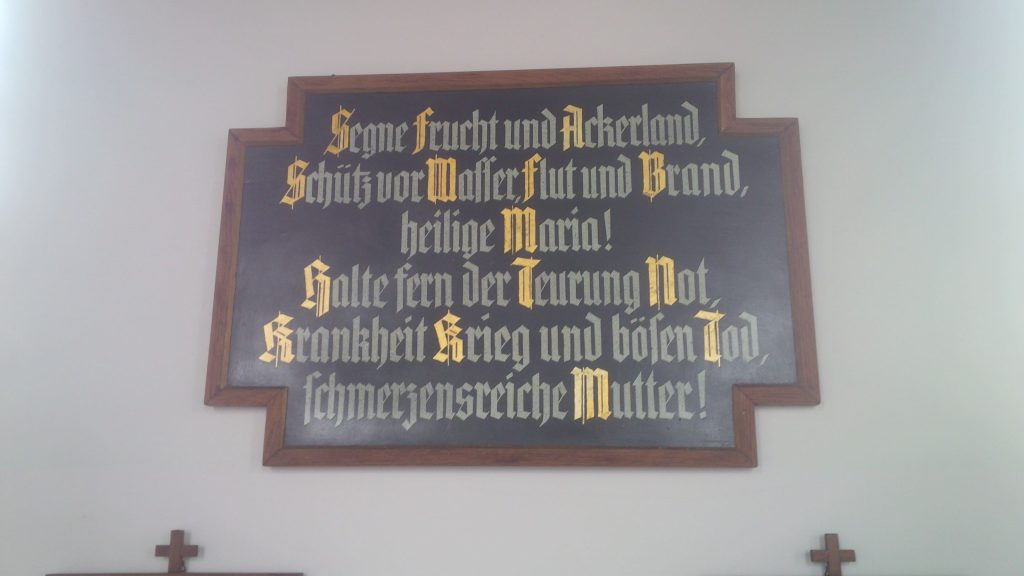 Segne Frucht und Ackerland,
Schütz vor Wasser, Flut und Brand,
heilige Maria!
Halte fern der Teurung Not,
Krankheit Krieg und bösen Tod,
schmerzensreiche Mutter!